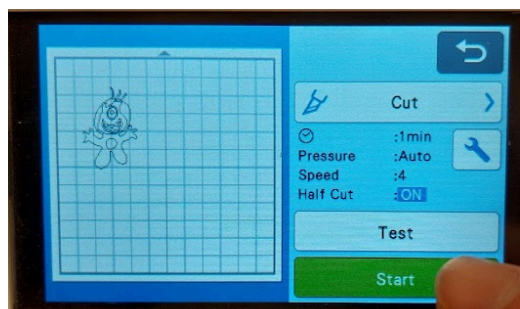 Cut
:1min
Pressure :Auto
Speed :4
Half Cut :ON
Test
Start